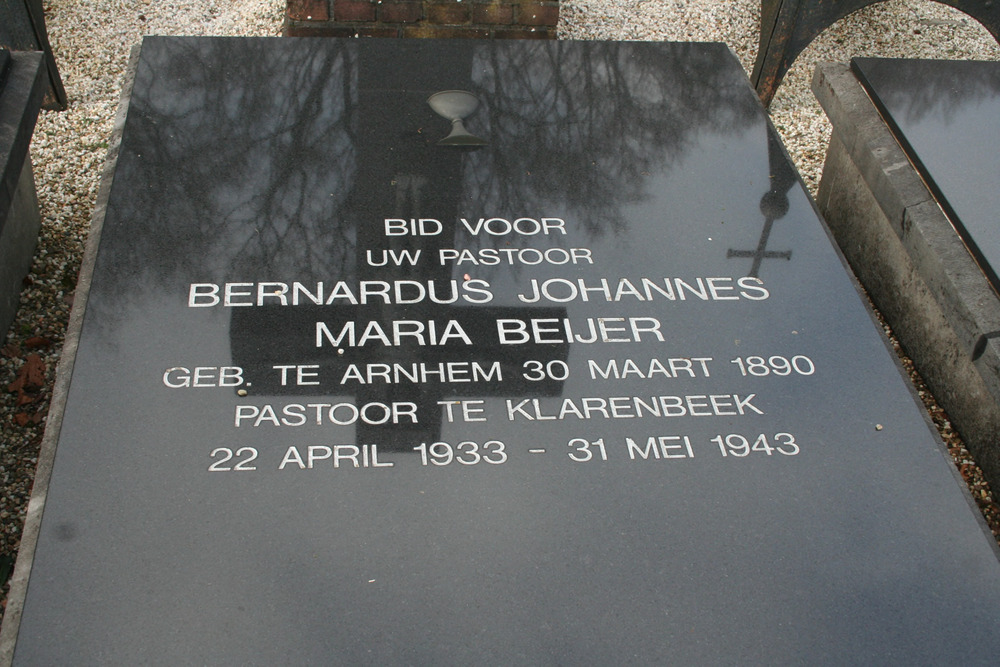 BID VOOR
UW PASTOOR
BERNARDUS JOHANNES
MARIA BEIJER
GEB. TE ARNHEM 30 MAART 1890
PASTOOR TE KLARENBEEK
22 APRIL 1933 - 31 MEI 1943